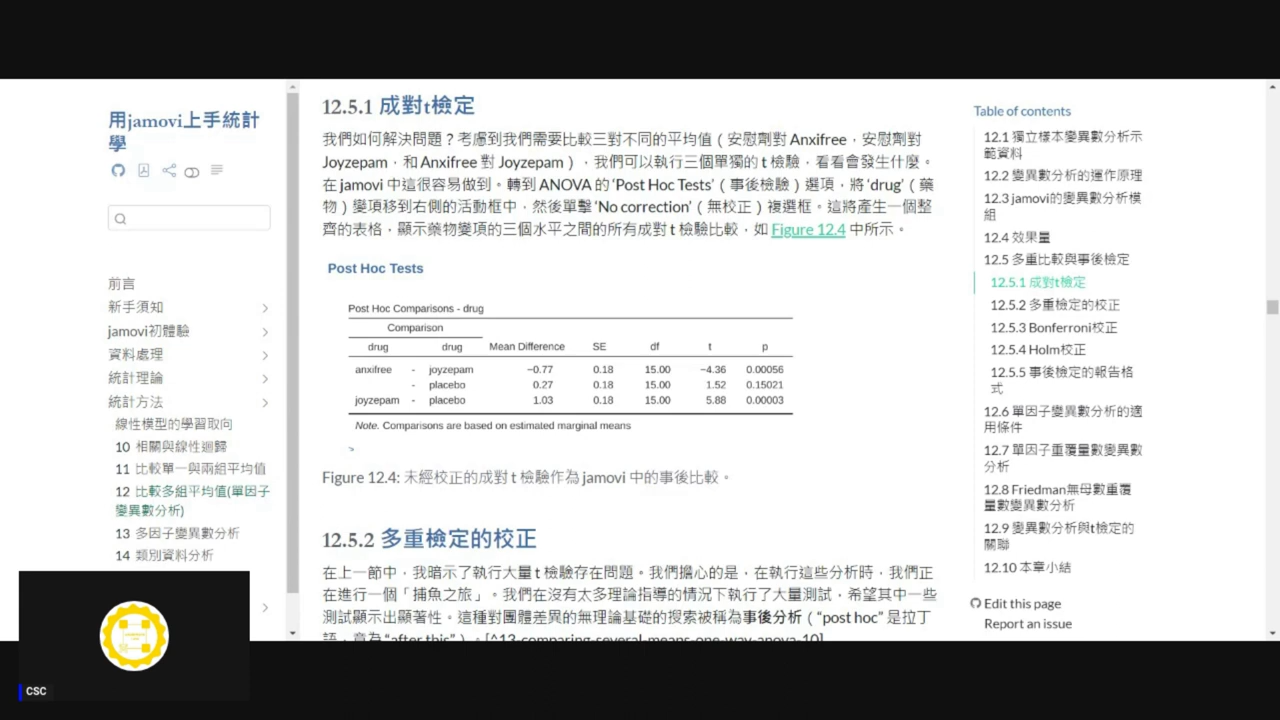 用jamovi上手統計
學
前言
新手須知
jamovi初體驗
資料處理
統計理論
統計方法
線性模型的學習取向
10 相關與線性迴歸
11 比較單一與兩組平均值
12 比較多組平均值(單因子
變異數分析)
13 多因子變異數分析
14 類別資料分析
CSC
12.5.1 成對t檢定
我們如何解決問題？考慮到我們需要比較三對不同的平均值（安慰劑對 Anxifree，安慰劑對
Joyzepam，和 Anxifree 對 Joyzepam），我們可以執行三個單獨的 t 檢驗，看看會發生什麼。
在 jamovi 中這很容易做到。轉到 ANOVA 的 'Post Hoc Tests'（事後檢驗）選項，將 'drug'（藥
物）變項移到右側的活動框中，然後單擊 'No correction'（無校正）複選框。這將產生一個整
齊的表格，顯示藥物變項的三個水平之間的所有成對 t 檢驗比較，如 Figure 12.4 中所示。
Post Hoc Tests
Post Hoc Comparisons - drug
Comparison
drug drug Mean Difference SE df t p
anxifree - joyzepam −0.77 0.18 15.00 −4.36 0.00056
- placebo 0.27 0.18 15.00 1.52 0.15021
joyzepam - placebo 1.03 0.18 15.00 5.88 0.00003
Note. Comparisons are based on estimated marginal means
Figure 12.4: 未經校正的成對 t 檢驗作為 jamovi 中的事後比較。
12.5.2 多重檢定的校正
在上一節中，我暗示了執行大量 t 檢驗存在問題。我們擔心的是，在執行這些分析時，我們正
在進行一個「捕魚之旅」。我們在沒有太多理論指導的情況下執行了大量測試，希望其中一些
測試顯示出顯著性。這種對團體差異的無理論基礎的搜索被稱為事後分析（“post hoc” 是拉丁
語，意為 “after this”）。[^13-comparing-several-means-one-way-anova-10]
Table of contents
12.1 獨立樣本變異數分析示
範資料
12.2 變異數分析的運作原理
12.3 jamovi的變異數分析模
組
12.4 效果量
12.5 多重比較與事後檢定
12.5.1 成對t檢定
12.5.2 多重檢定的校正
12.5.3 Bonferroni校正
12.5.4 Holm校正
12.5.5 事後檢定的報告格
式
12.6 單因子變異數分析的適
用條件
12.7 單因子重覆量數變異數
分析
12.8 Friedman無母數重覆
量數變異數分析
12.9 變異數分析與t檢定的
關聯
12.10 本章小結
Edit this page
Report an issue